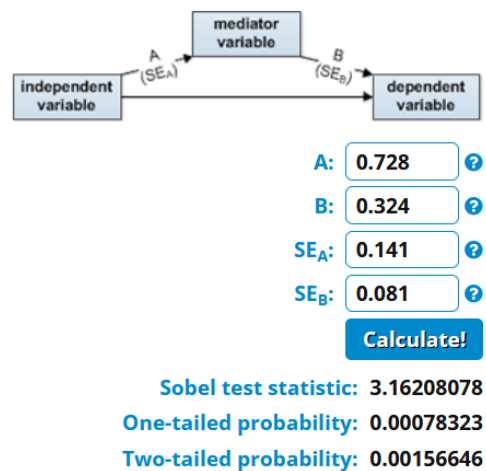 mediator
variable
A
(SEA)
B
(SEB)
independent
variable
dependent
variable
A: 0.728 ?
B: 0.324 ?
SEA: 0.141 ?
SEB: 0.081 ?
Calculate!
Sobel test statistic: 3.16208078
One-tailed probability: 0.00078323
Two-tailed probability: 0.00156646